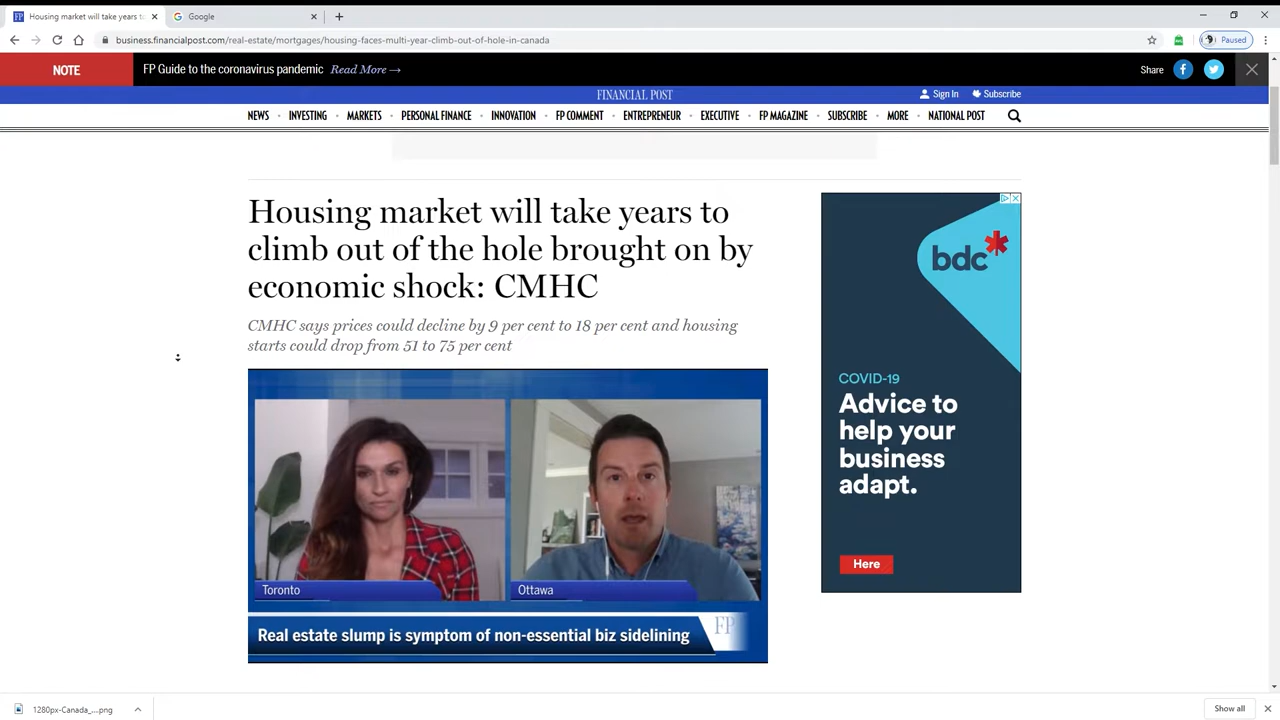 Housing market will take years to
Google
business.financialpost.com/real-estate/mortgages/housing-faces-multi-year-climb-out-of-hole-in-canada
Paused
NOTE
FP Guide to the coronavirus pandemic Read More →
Share
FINANCIAL POST
Sign In
Subscribe
NEWS INVESTING MARKETS PERSONAL FINANCE INNOVATION FP COMMENT ENTREPRENEUR EXECUTIVE FP MAGAZINE SUBSCRIBE MORE NATIONAL POST
Housing market will take years to
climb out of the hole brought on by
economic shock: CMHC
CMHC says prices could decline by 9 per cent to 18 per cent and housing
starts could drop from 51 to 75 per cent
Toronto
Ottawa
Real estate slump is symptom of non-essential biz sidelining
FP
bdc*
COVID-19
Advice to
help your
business
adapt.
Here
1280px-Canada_....png
Show all